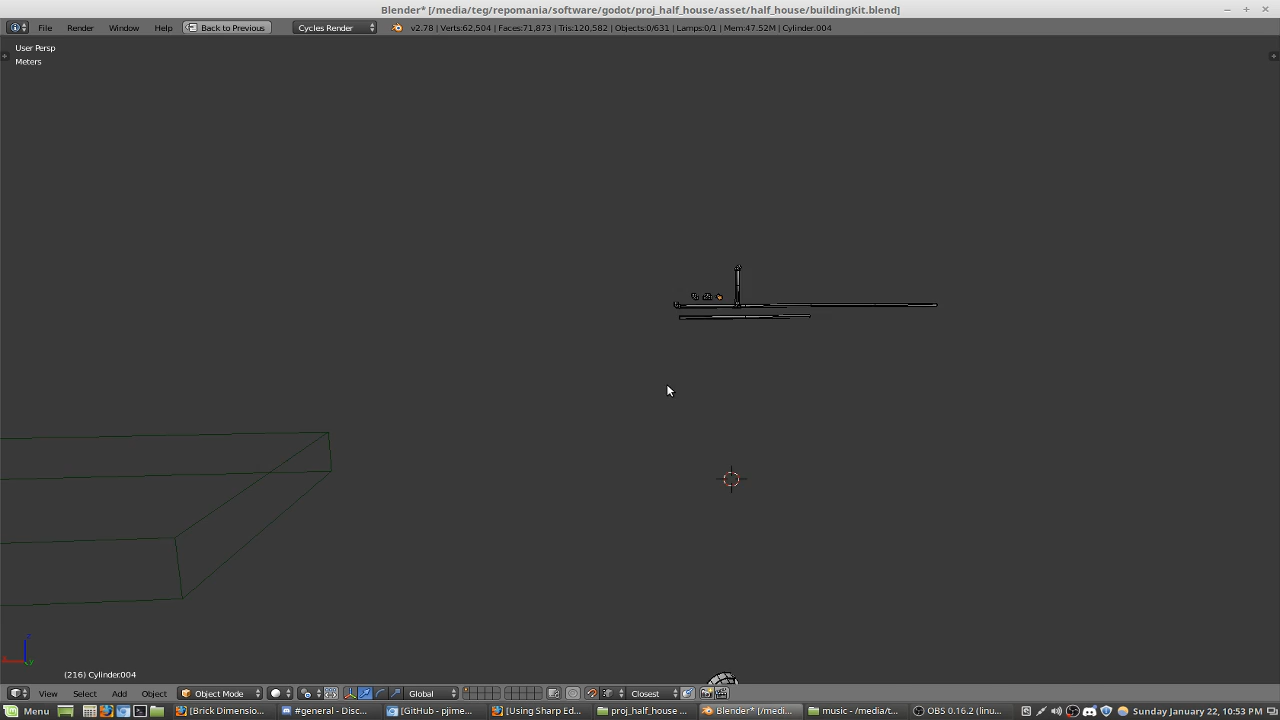 Blender* [/media/teg/repomania/software/godot/proj_half_house/asset/half_house/buildingKit.blend]
File Render Window Help Back to Previous Cycles Render v2.78 | Verts:62,504 | Faces:71,873 | Tris:120,582 | Objects:0/631 | Lamps:0/1 | Mem:47.52M | Cylinder.004
User Persp
Meters
z
x y
(216) Cylinder.004
View Select Add Object Object Mode Global Closest
Menu [Brick Dimension... #general - Disc... [GitHub - pjime... [Using Sharp Ed... proj_half_house ... Blender* [/medi... music - /media/t... OBS 0.16.2 (linu... Sunday January 22, 10:53 PM